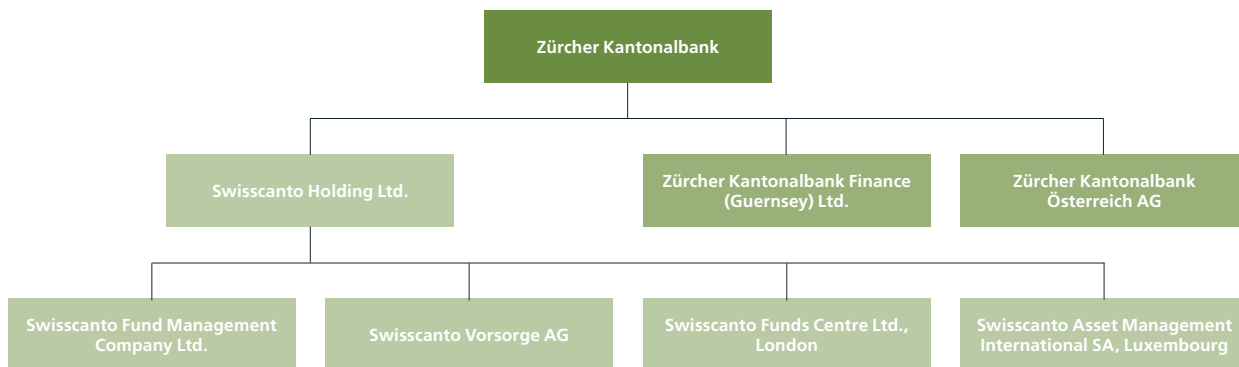 Zürcher Kantonalbank
Swisscanto Holding Ltd.
Zürcher Kantonalbank Finance
(Guernsey) Ltd.
Zürcher Kantonalbank
Österreich AG
Swisscanto Fund Management
Company Ltd.
Swisscanto Vorsorge AG
Swisscanto Funds Centre Ltd.,
London
Swisscanto Asset Management
International SA, Luxembourg